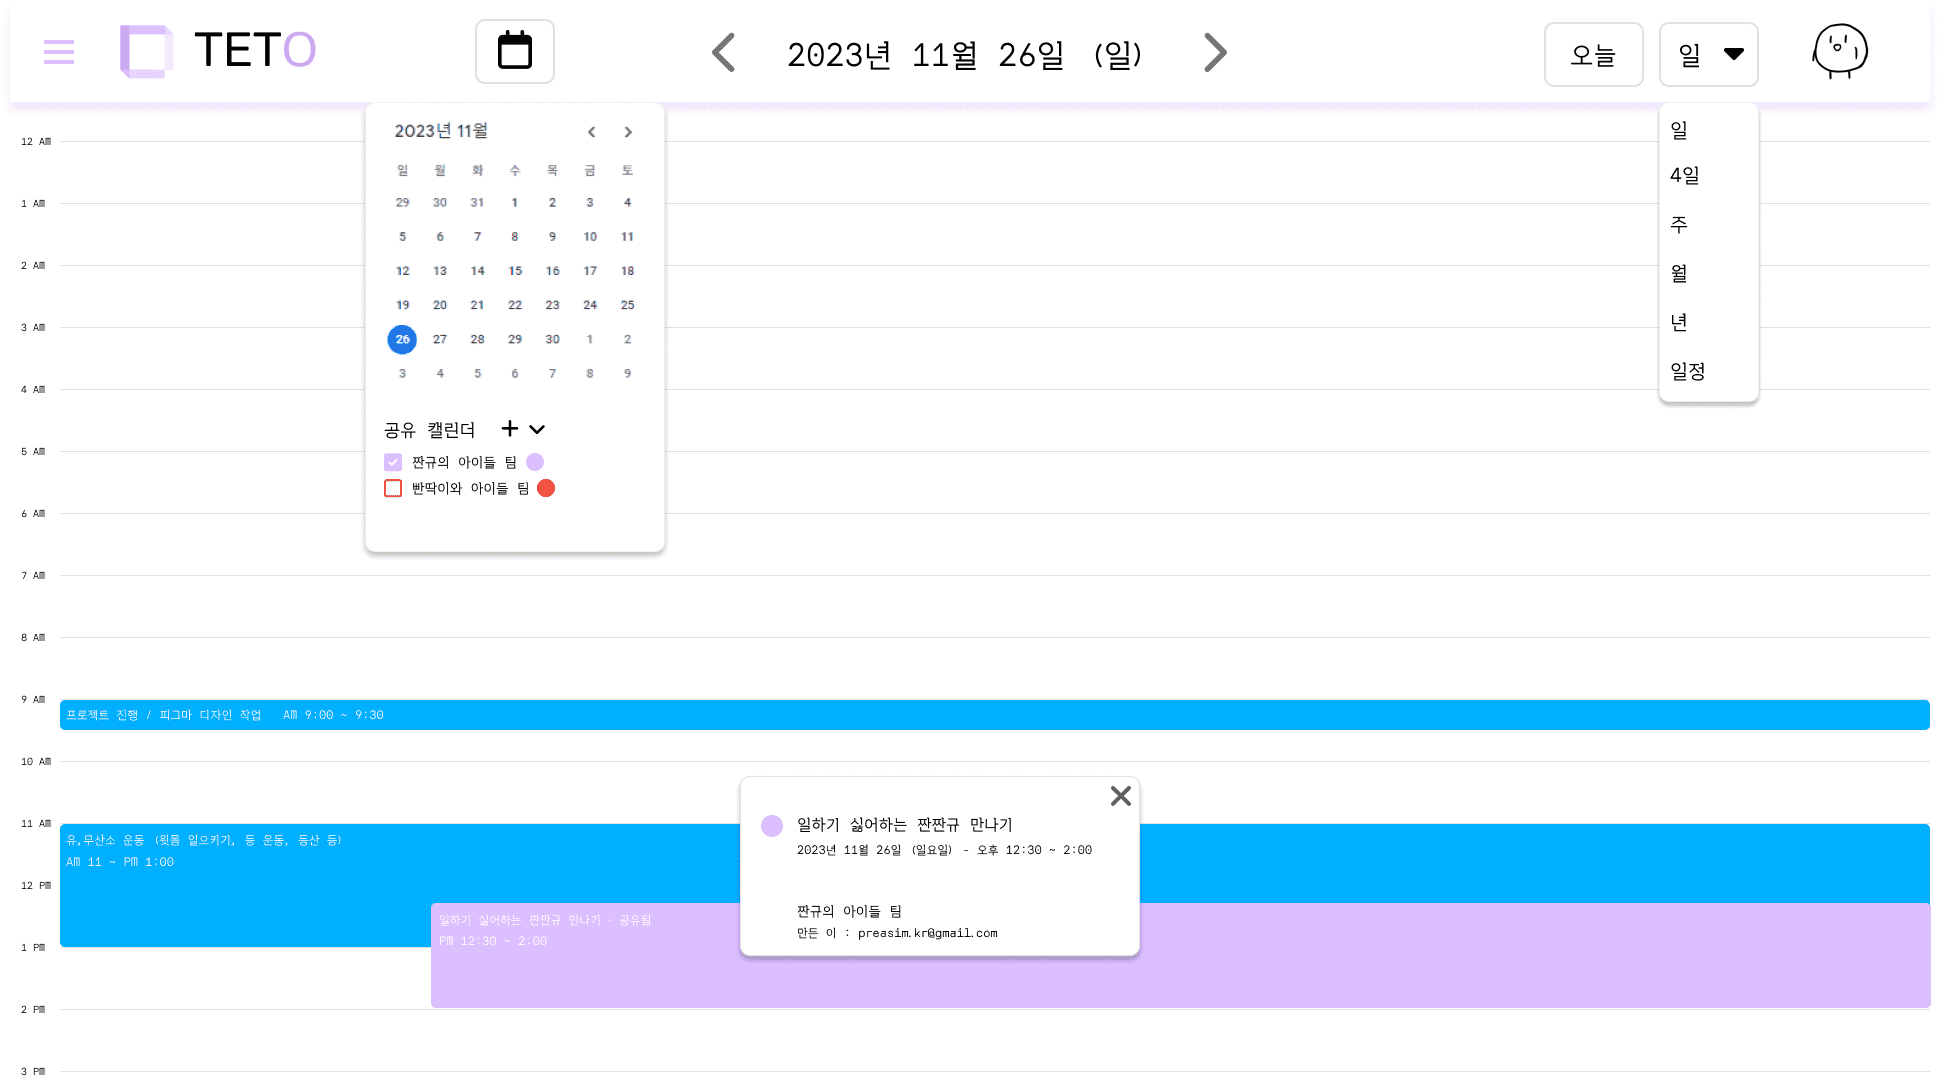 TETO
2023년 11월 26일 (일)
오늘
일
2023년 11월
일 월 화 수 목 금 토
29 30 31 1 2 3 4
5 6 7 8 9 10 11
12 13 14 15 16 17 18
19 20 21 22 23 24 25
26 27 28 29 30 1 2
3 4 5 6 7 8 9
공유 캘린더
짠규의 아이들 팀
빤딱이와 아이들 팀
일
4일
주
월
년
일정
12 AM
1 AM
2 AM
3 AM
4 AM
5 AM
6 AM
7 AM
8 AM
9 AM
프로젝트 진행 / 피그마 디자인 작업 AM 9:00 ~ 9:30
10 AM
11 AM
유,무산소 운동 (윗몸 일으키기, 등 운동, 등산 등)
AM 11 ~ PM 1:00
12 PM
일하기 실어하는 짠짠규 만나기 · 공유됨
PM 12:30 ~ 2:00
1 PM
2 PM
3 PM
일하기 싫어하는 짠짠규 만나기
2023년 11월 26일 (일요일) - 오후 12:30 ~ 2:00
짠규의 아이들 팀
만든 이 : preasim.kr@gmail.com